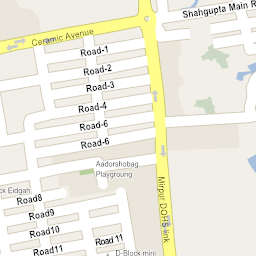 Shahgupta Main R
Ceramic Avenue
Road-1
Road-2
Road-3
Road-4
Road-6
Road-6
Aadorshobag
Playgroung
Mirpur DOHS link
ck Eidgah
Road8
Road9
Road10
Road11
Road 11
D-Block mini